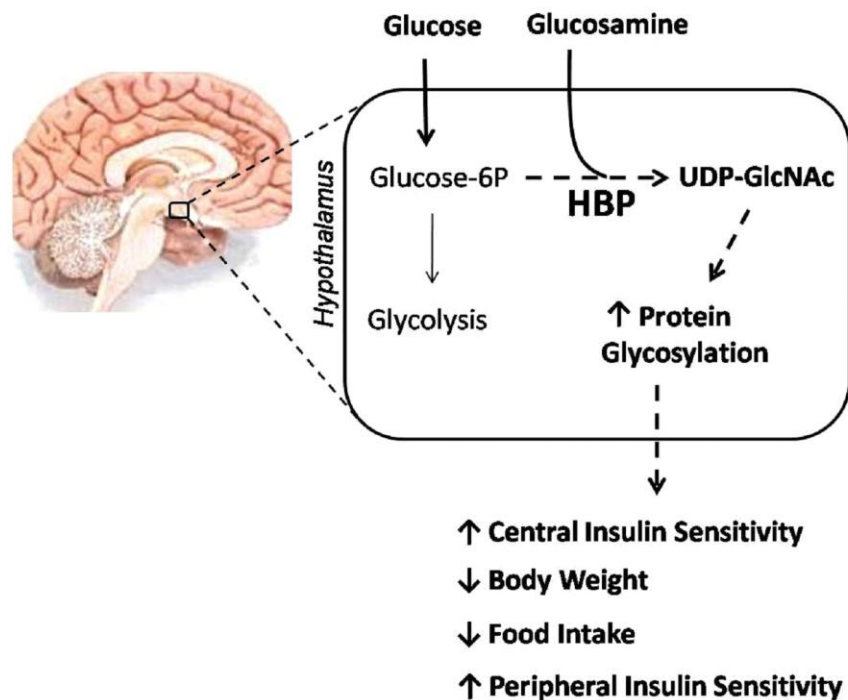 Glucose Glucosamine
Hypothalamus
Glucose-6P HBP UDP-GlcNAc
Glycolysis
↑ Protein
Glycosylation
↑ Central Insulin Sensitivity
↓ Body Weight
↓ Food Intake
↑ Peripheral Insulin Sensitivity